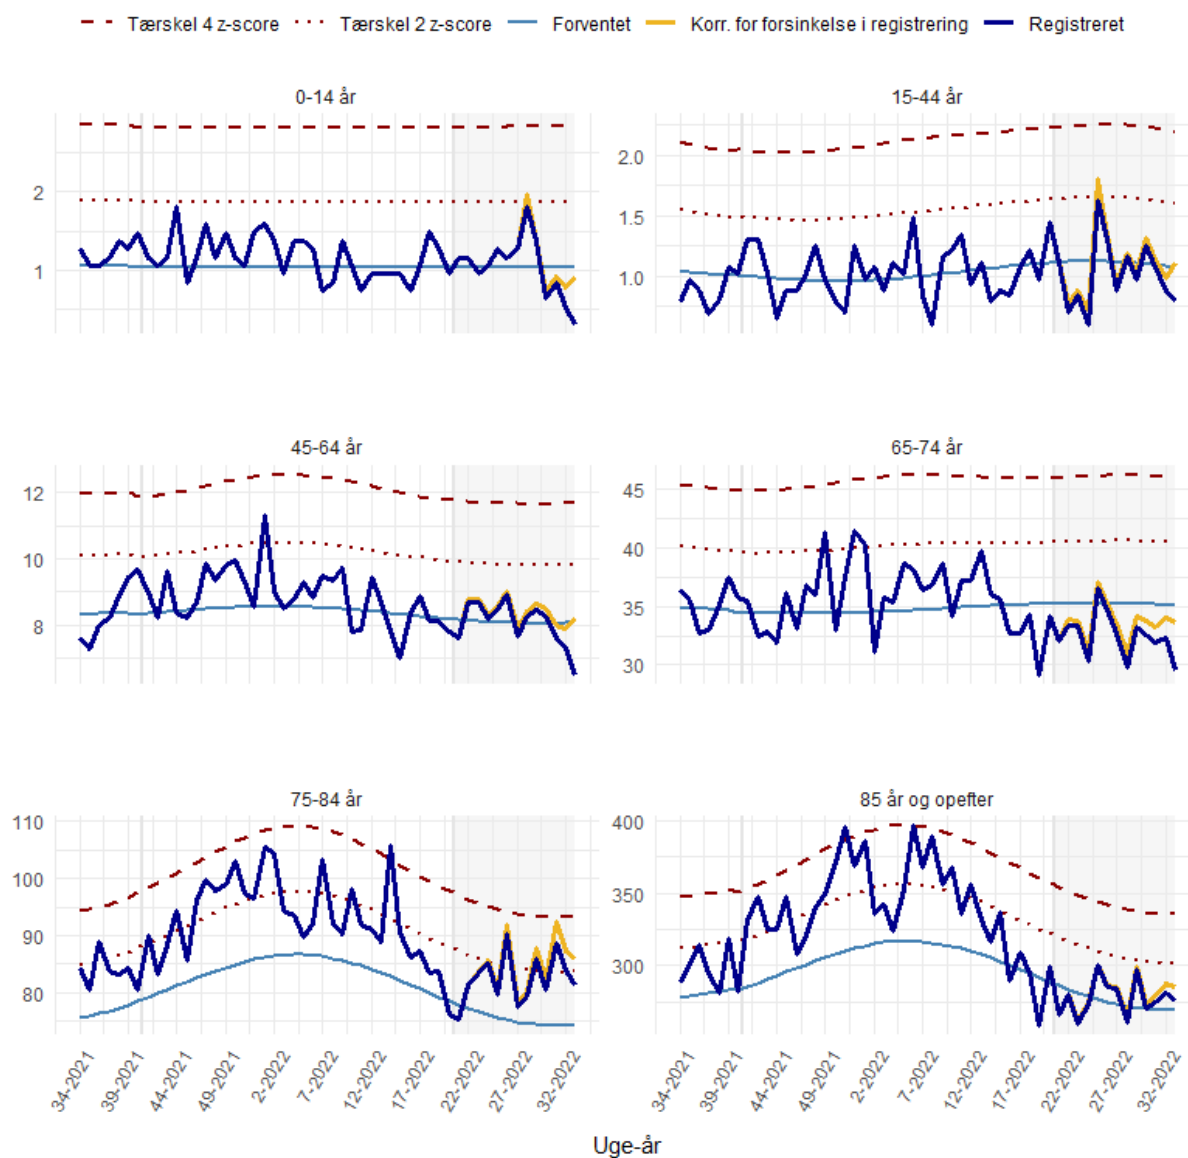 Tærskel 4 z-score Tærskel 2 z-score Forventet Korr. for forsinkelse i registrering Registreret
0-14 år
15-44 år
2
1
2.0
1.5
1.0
45-64 år
65-74 år
12
10
8
45
40
35
30
75-84 år
85 år og opefter
110
100
90
80
400
350
300
34-2021 39-2021 44-2021 49-2021 2-2022 7-2022 12-2022 17-2022 22-2022 27-2022 32-2022
34-2021 39-2021 44-2021 49-2021 2-2022 7-2022 12-2022 17-2022 22-2022 27-2022 32-2022
Uge-år